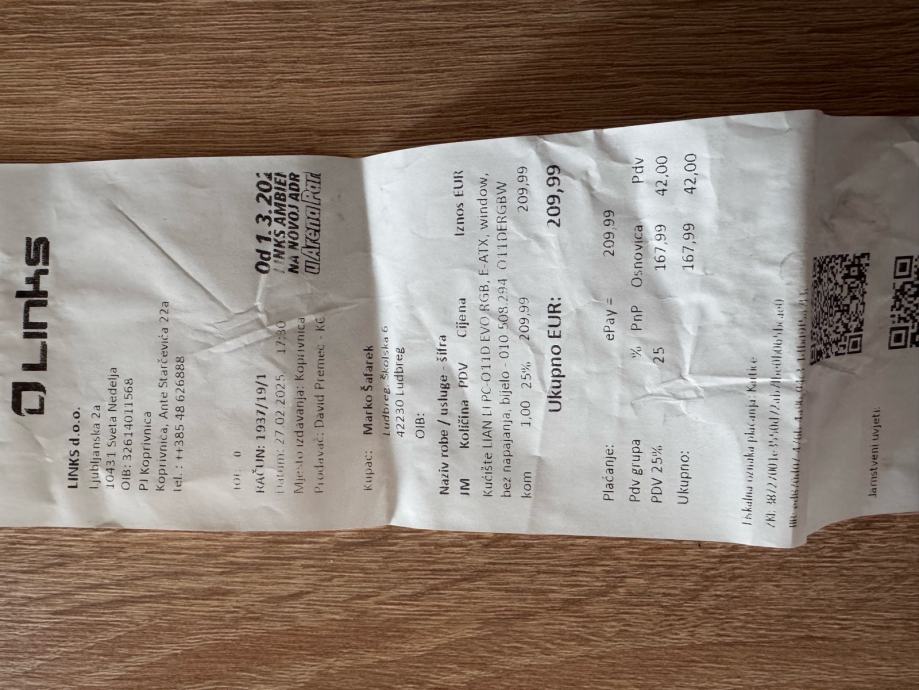 LINKS
LINKS d.o.o.
Ljubljanska 2a
10431 Sveta Nedelja
OIB: 32614011568
PJ Koprivnica
Koprivnica, Ante Starčevića 22a
Tel.: ++385 48 626888
Od 1.3.202
LINKS AMBIJEN
NA NOVOJ ADR
u Arena Par
RAČUN: 1937/19/1
Datum: 27.02.2025. 17:30
Mjesto izdavanja: Koprivnica
Prodavač: David Premec - KC
Kupac: Marko Šafarek
Ludbreg, Školska 6
42230 Ludbreg
OIB:
Naziv robe / usluge - šifra
JM Količina PDV Cijena Iznos EUR
Kućište LIAN LI PC-O11D EVO RGB, E-ATX, window,
bez napajanja, bijelo - 010 508.294 O11DERGBW
kom 1,00 25% 209,99 209,99
Ukupno EUR: 209,99
Plaćanje: ePay = 209,99
Pdv grupa % PnP Osnovica Pdv
PDV 25% 25 167,99 42,00
Ukupno: 167,99 42,00
Fiskalna oznaka plaćanja: Kartice
Jamstveni uvjeti: